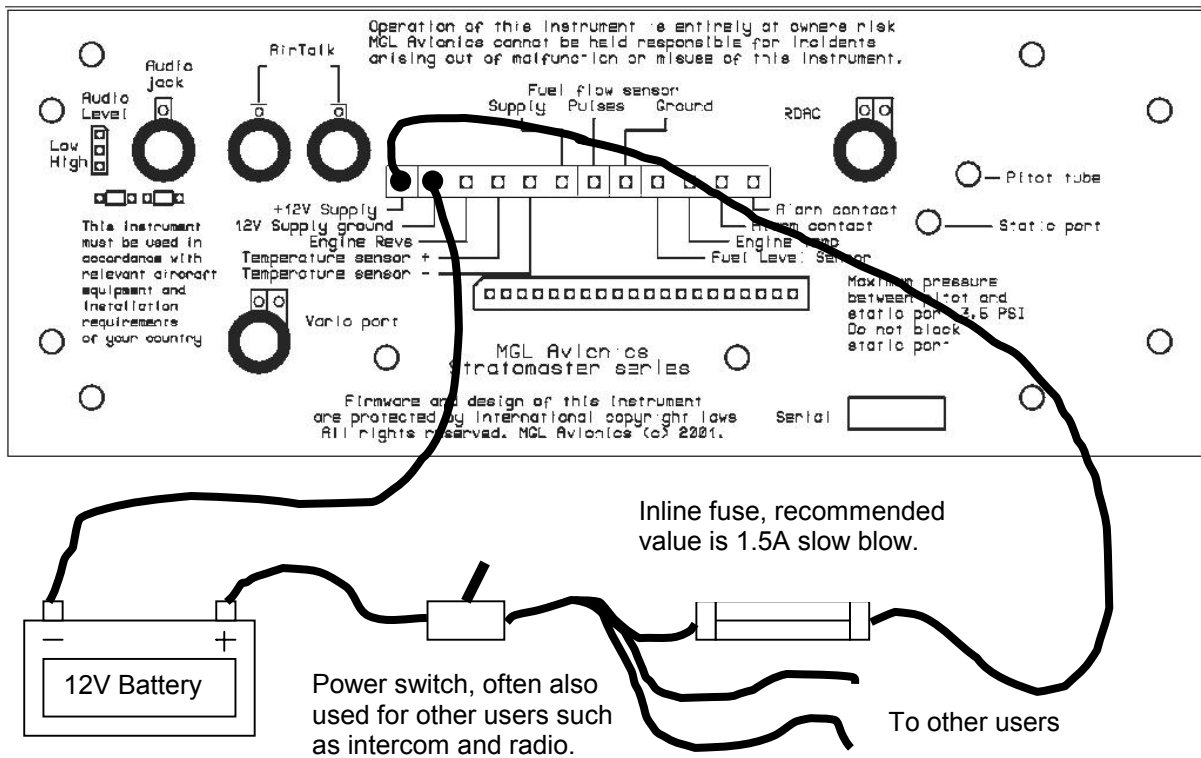 Operation of this instrument is entirely at owners risk
MGL Avionics cannot be held responsible for incidents
arising out of malfunction or misuse of this instrument.
AirTalk
Audio
jack
Audio
Level
Low
High
Fuel flow sensor
Supply Pulses Ground
RDAC
Pitot tube
Static port
+12V Supply
12V Supply ground
Engine Revs
Temperature sensor +
Temperature sensor -
Alarm contact
Alarm contact
Engine Temp
Fuel Level Sensor
This instrument
must be used in
accordance with
relevant aircraft
equipment and
installation
requirements
of your country
Vario port
Maximum pressure
between pitot and
static port 3.5 PSI
Do not block
static port
MGL Avionics
Stratomaster series
Firmware and design of this instrument
are protected by international copyright laws
All rights reserved. MGL Avionics (c) 2001.
Serial
Inline fuse, recommended
value is 1.5A slow blow.
– +
12V Battery
Power switch, often also
used for other users such
as intercom and radio.
To other users